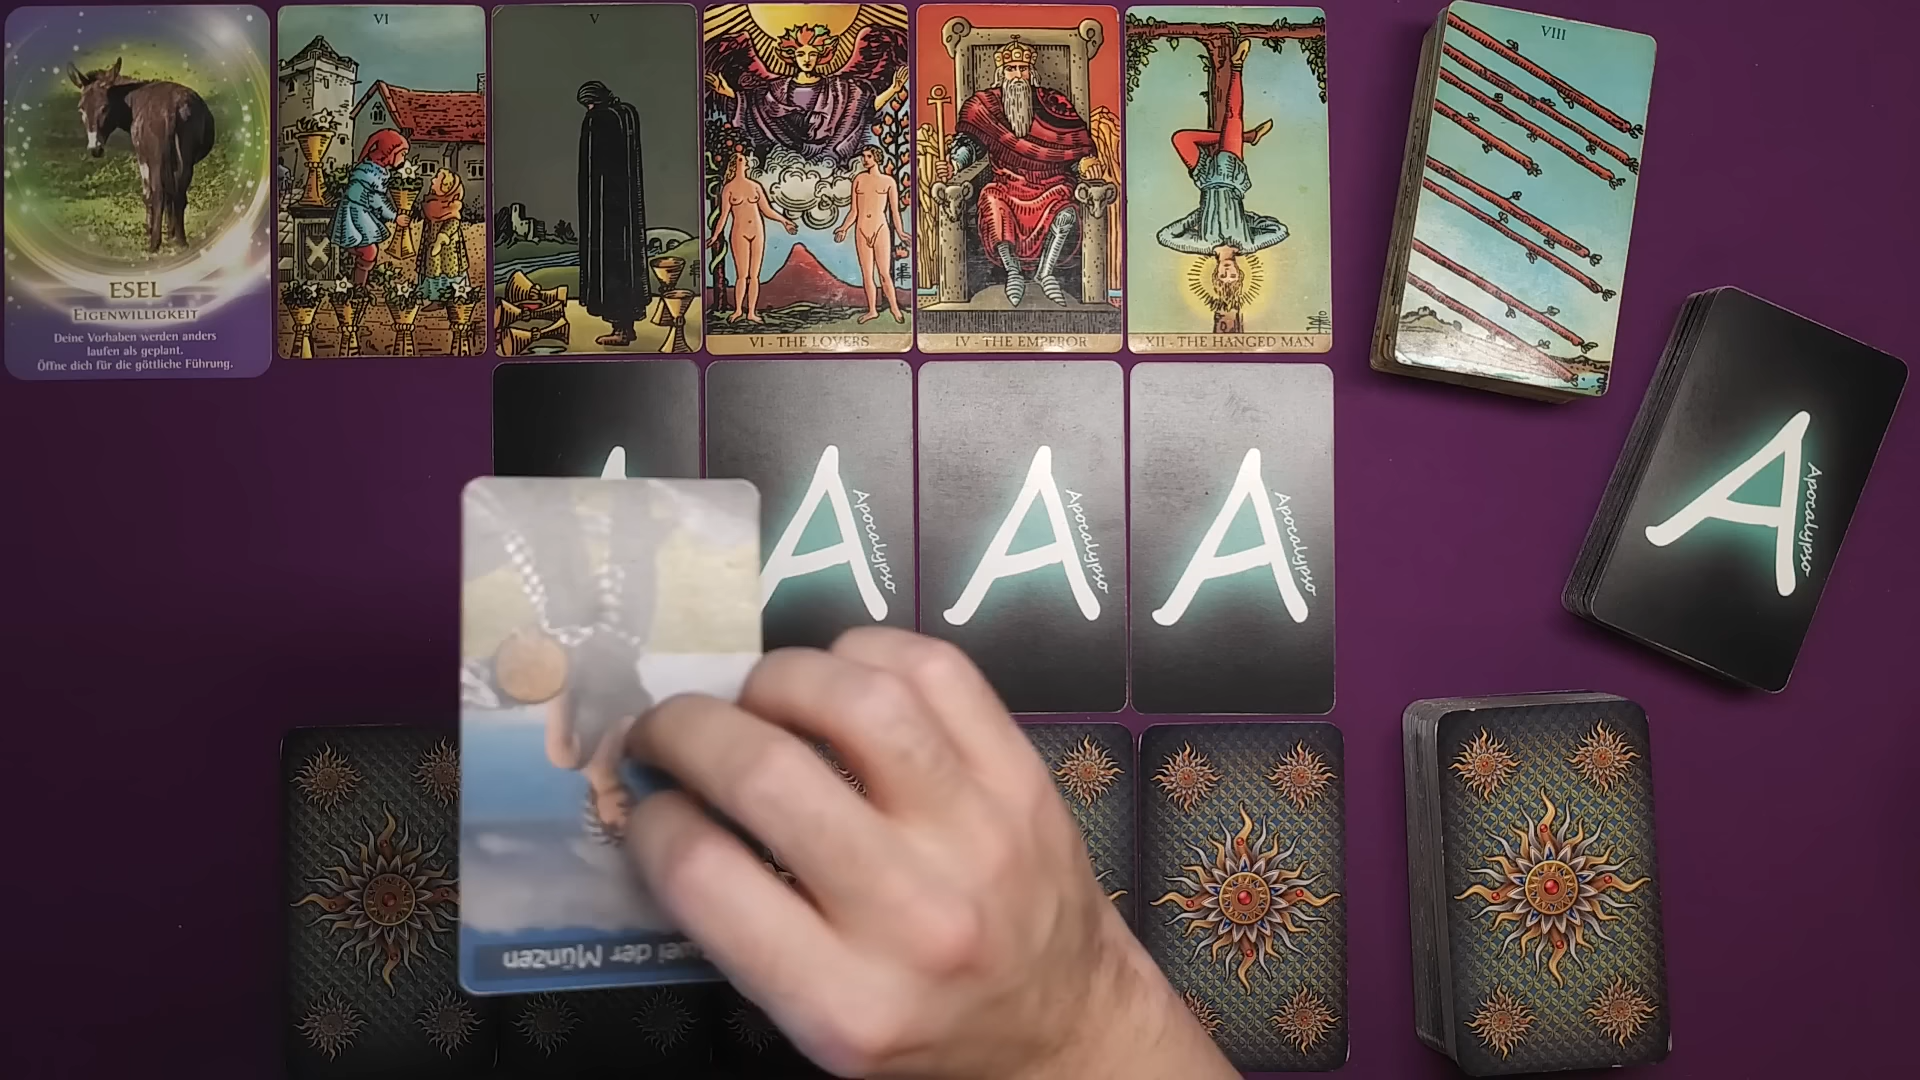 VI
V
VIII
ESEL
EIGENWILLIGKEIT
Deine Vorhaben werden anders
laufen als geplant.
Öffne dich für die göttliche Führung.
VI - THE LOVERS
IV - THE EMPEROR
XII - THE HANGED MAN
A
Apocalypso
A
Apocalypso
A
Apocalypso
A
Apocalypso
der Münzen